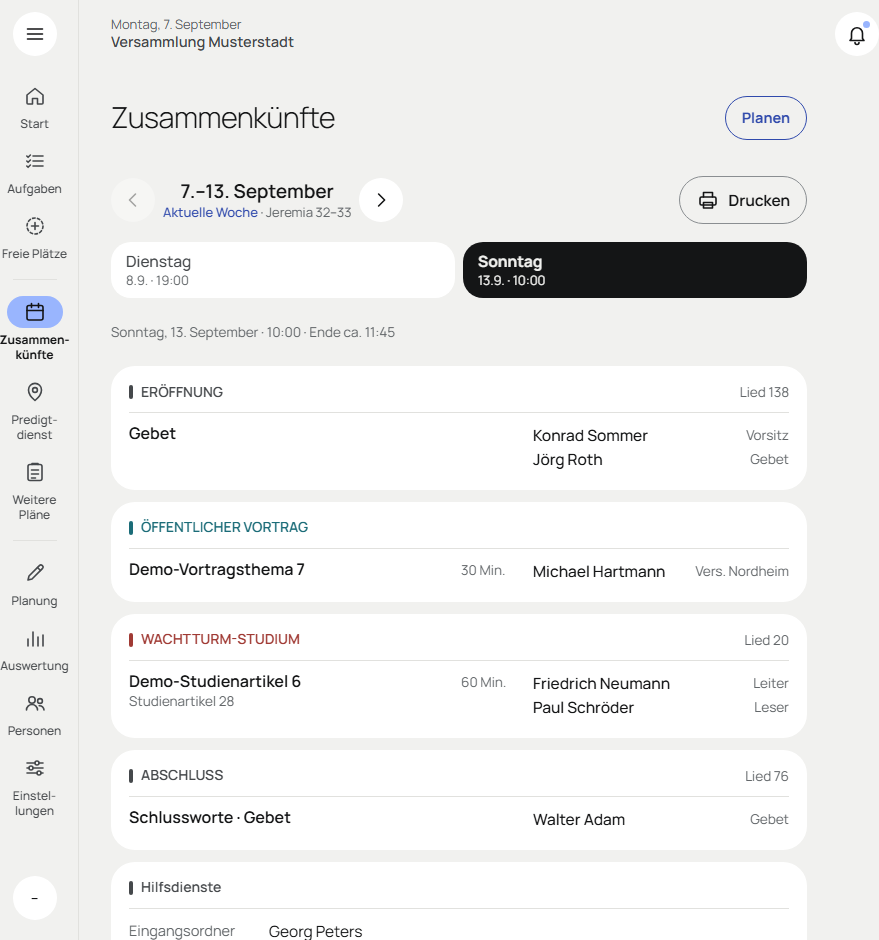 Montag, 7. September
Versammlung Musterstadt
Start
Aufgaben
Freie Plätze
Zusammen-
künfte
Predigt-
dienst
Weitere
Pläne
Planung
Auswertung
Personen
Einstel-
lungen
–
Zusammenkünfte
Planen
7.–13. September
Aktuelle Woche · Jeremia 32–33
Drucken
Dienstag
8.9. · 19:00
Sonntag
13.9. · 10:00
Sonntag, 13. September · 10:00 · Ende ca. 11:45
ERÖFFNUNG Lied 138
Gebet Konrad Sommer Vorsitz
Jörg Roth Gebet
ÖFFENTLICHER VORTRAG
Demo-Vortragsthema 7 30 Min. Michael Hartmann Vers. Nordheim
WACHTTURM-STUDIUM Lied 20
Demo-Studienartikel 6 60 Min. Friedrich Neumann Leiter
Studienartikel 28 Paul Schröder Leser
ABSCHLUSS Lied 76
Schlussworte · Gebet Walter Adam Gebet
Hilfsdienste
Eingangsordner Georg Peters